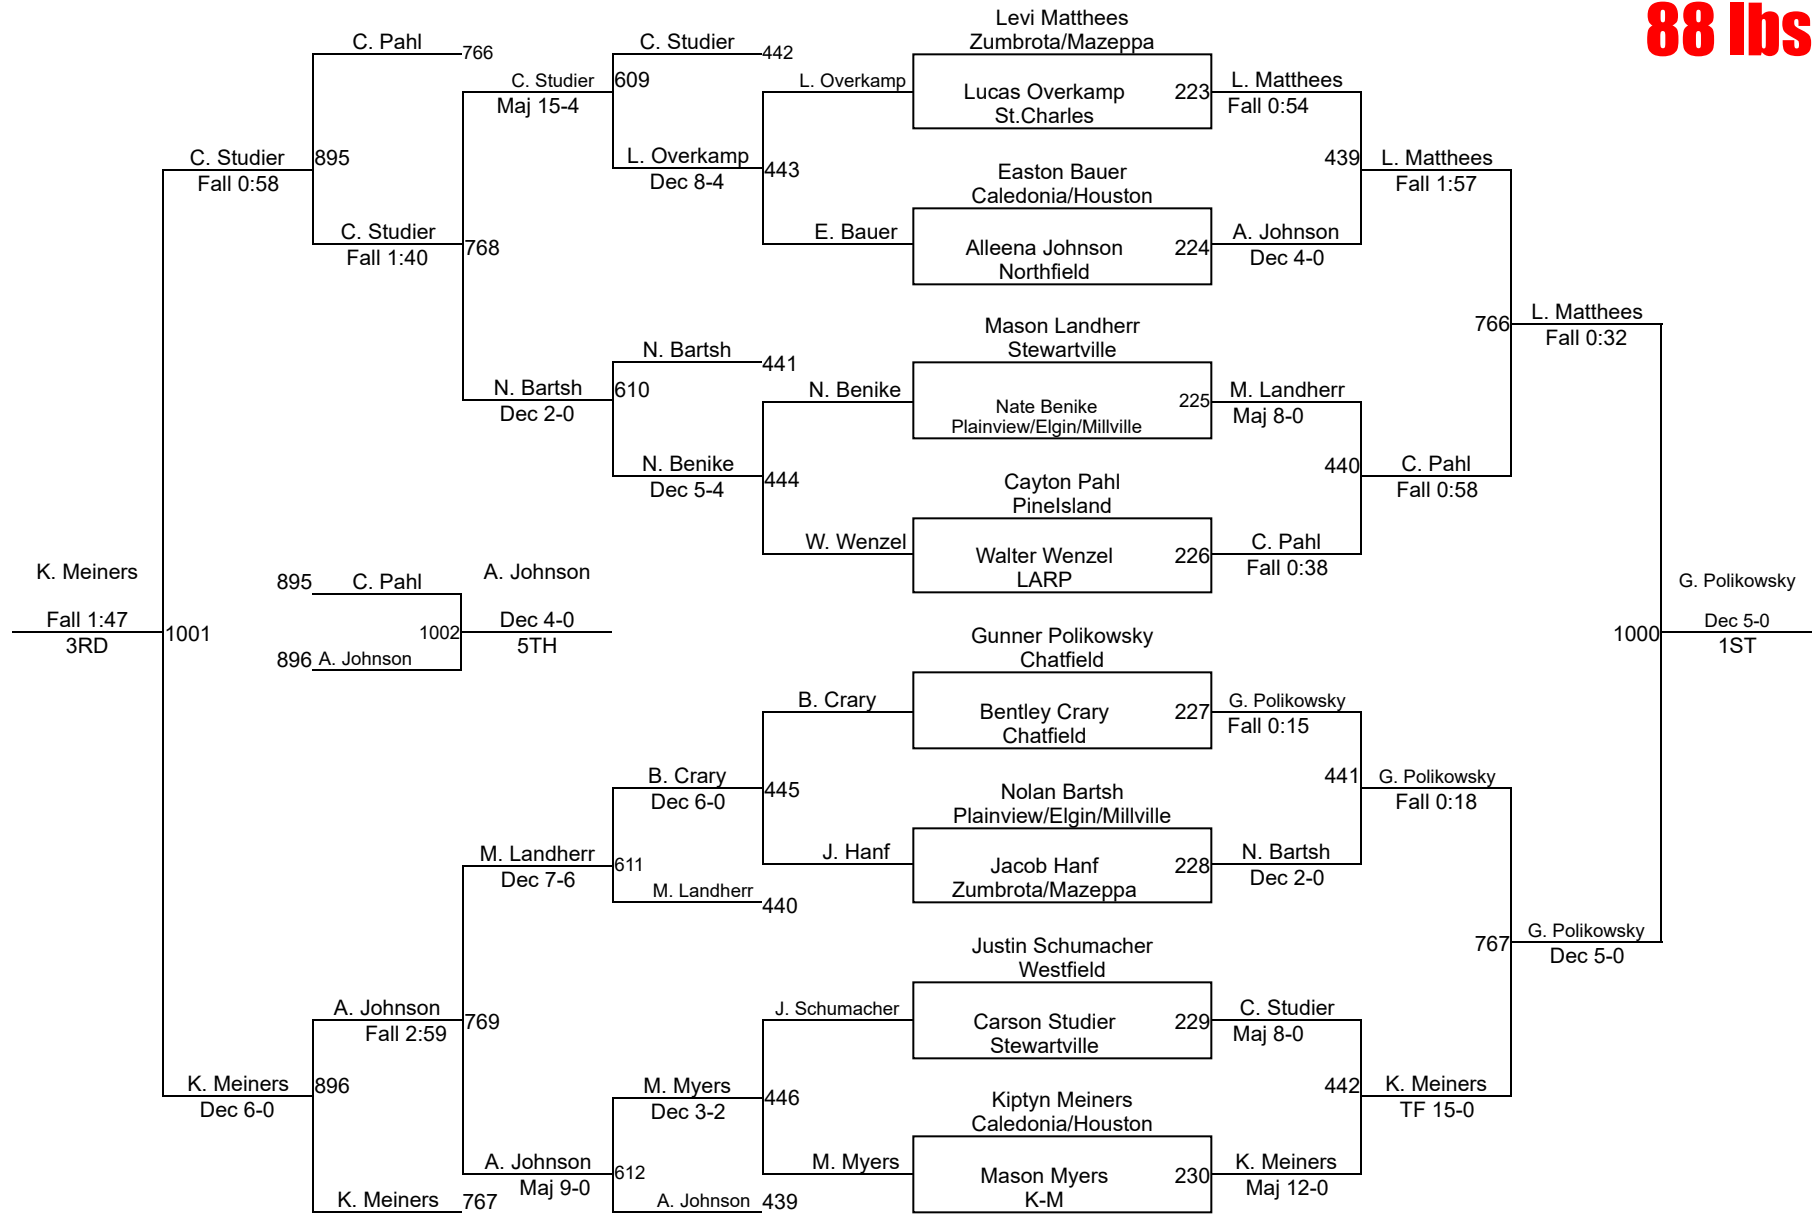 88 lbs
Levi Matthees
Zumbrota/Mazeppa
C. Pahl
766
C. Studier
442
C. Studier
609
Maj 15-4
L. Overkamp
Lucas Overkamp
223
St.Charles
L. Matthees
Fall 0:54
C. Studier
895
Fall 0:58
L. Overkamp
443
Dec 8-4
Easton Bauer
Caledonia/Houston
439
L. Matthees
Fall 1:57
C. Studier
768
Fall 1:40
E. Bauer
Alleena Johnson
224
Northfield
A. Johnson
Dec 4-0
Mason Landherr
Stewartville
766
L. Matthees
Fall 0:32
N. Bartsh
441
N. Bartsh
610
Dec 2-0
N. Benike
Nate Benike
225
Plainview/Elgin/Millville
M. Landherr
Maj 8-0
N. Benike
444
Dec 5-4
Cayton Pahl
PineIsland
440
C. Pahl
Fall 0:58
W. Wenzel
Walter Wenzel
226
LARP
C. Pahl
Fall 0:38
K. Meiners
Fall 1:47
3RD
1001
895
C. Pahl
A. Johnson
1002
Dec 4-0
5TH
896
A. Johnson
G. Polikowsky
1000
Dec 5-0
1ST
Gunner Polikowsky
Chatfield
B. Crary
Bentley Crary
227
Chatfield
G. Polikowsky
Fall 0:15
B. Crary
445
Dec 6-0
Nolan Bartsh
Plainview/Elgin/Millville
441
G. Polikowsky
Fall 0:18
M. Landherr
611
Dec 7-6
J. Hanf
Jacob Hanf
228
Zumbrota/Mazeppa
N. Bartsh
Dec 2-0
M. Landherr
440
Justin Schumacher
Westfield
767
G. Polikowsky
Dec 5-0
A. Johnson
769
Fall 2:59
J. Schumacher
Carson Studier
229
Stewartville
C. Studier
Maj 8-0
K. Meiners
896
Dec 6-0
M. Myers
446
Dec 3-2
Kiptyn Meiners
Caledonia/Houston
442
K. Meiners
TF 15-0
A. Johnson
612
Maj 9-0
M. Myers
Mason Myers
230
K-M
K. Meiners
Maj 12-0
K. Meiners
767
A. Johnson
439